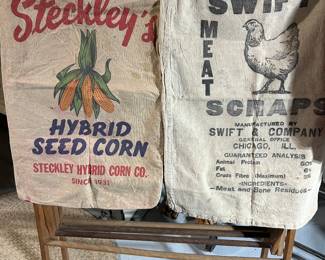 Steckley's
HYBRID
SEED CORN
STECKLEY HYBRID CORN CO.
SINCE 1931
SWIFT
MEAT
SCRAPS
MANUFACTURED BY
SWIFT & COMPANY
GENERAL OFFICE
CHICAGO, ILL.
GUARANTEED ANALYSIS
Animal Protein
Fat
Crude Fibre (Maximum)
-INGREDIENTS-
Meat and Bone Residues-